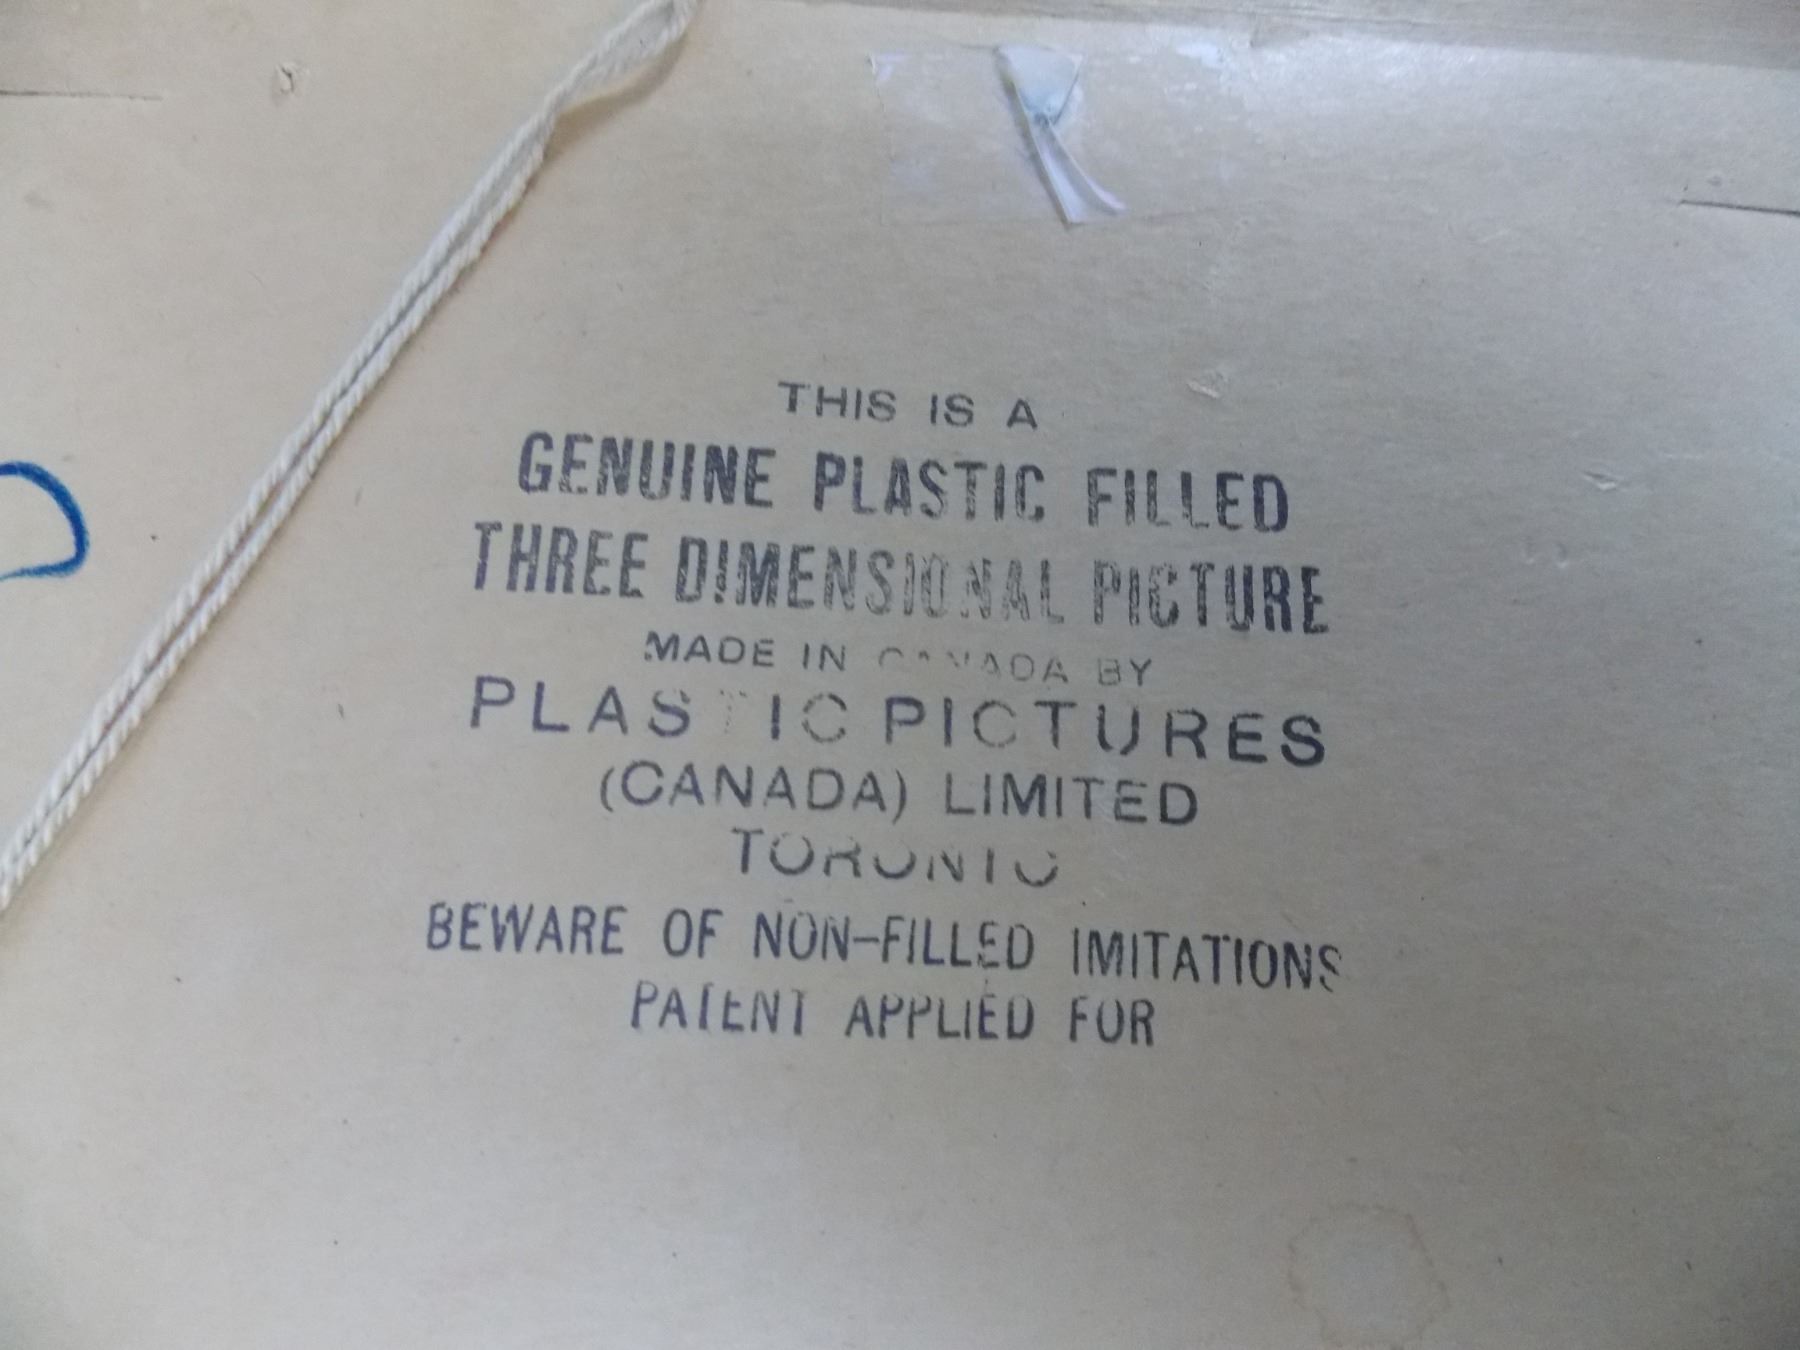 THIS IS A
GENUINE PLASTIC FILLED
THREE DIMENSIONAL PICTURE
MADE IN CANADA BY
PLASTIC PICTURES
(CANADA) LIMITED
TORONTO
BEWARE OF NON-FILLED IMITATIONS
PATENT APPLIED FOR